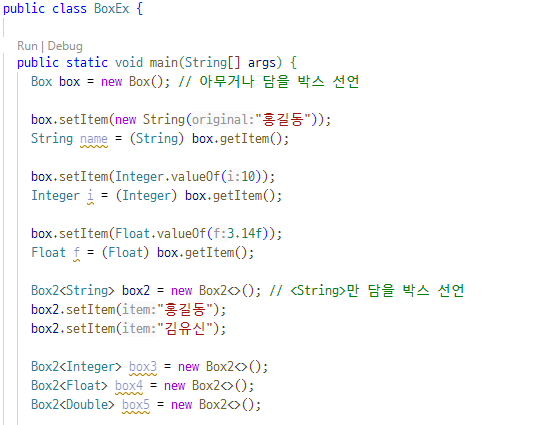 public class BoxEx {
Run | Debug
public static void main(String[] args) {
Box box = new Box(); // 아무거나 담을 박스 선언
box.setItem(new String(original:"홍길동"));
String name = (String) box.getItem();
box.setItem(Integer.valueOf(i:10));
Integer i = (Integer) box.getItem();
box.setItem(Float.valueOf(f:3.14f));
Float f = (Float) box.getItem();
Box2<String> box2 = new Box2<>(); // <String>만 담을 박스 선언
box2.setItem(item:"홍길동");
box2.setItem(item:"김유신");
Box2<Integer> box3 = new Box2<>();
Box2<Float> box4 = new Box2<>();
Box2<Double> box5 = new Box2<>();